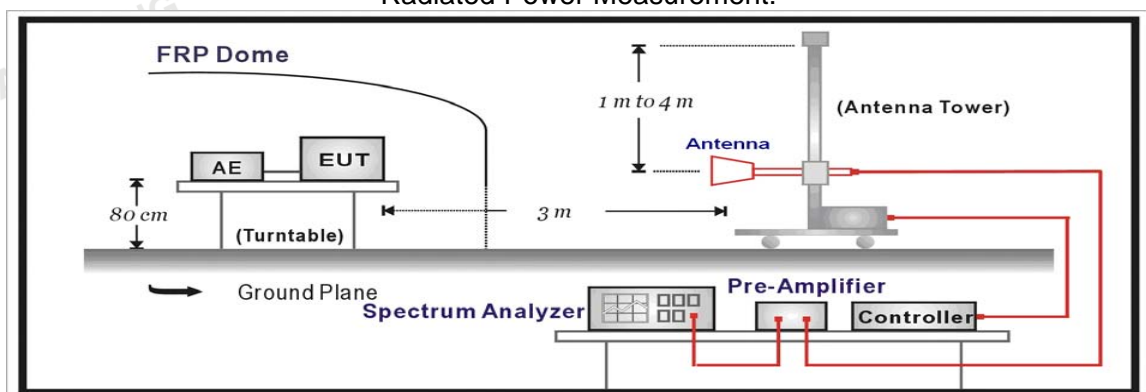 Radiated Power Measurement:
FRP Dome
1 m to 4 m
(Antenna Tower)
Antenna
AE
EUT
80 cm
3 m
(Turntable)
Ground Plane
Spectrum Analyzer
Pre-Amplifier
Controller